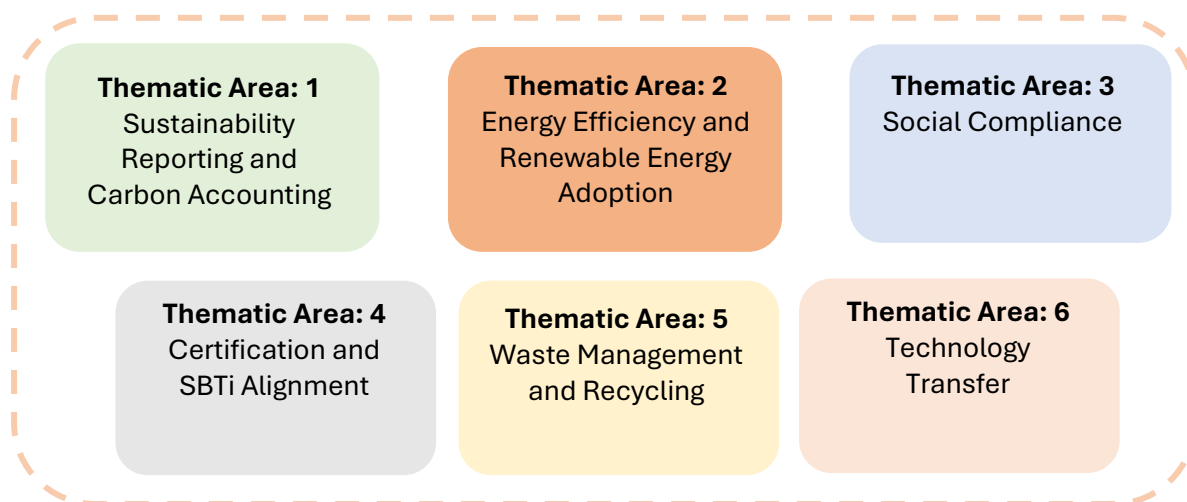 Thematic Area: 1
Sustainability
Reporting and
Carbon Accounting
Thematic Area: 2
Energy Efficiency and
Renewable Energy
Adoption
Thematic Area: 3
Social Compliance
Thematic Area: 4
Certification and
SBTi Alignment
Thematic Area: 5
Waste Management
and Recycling
Thematic Area: 6
Technology
Transfer